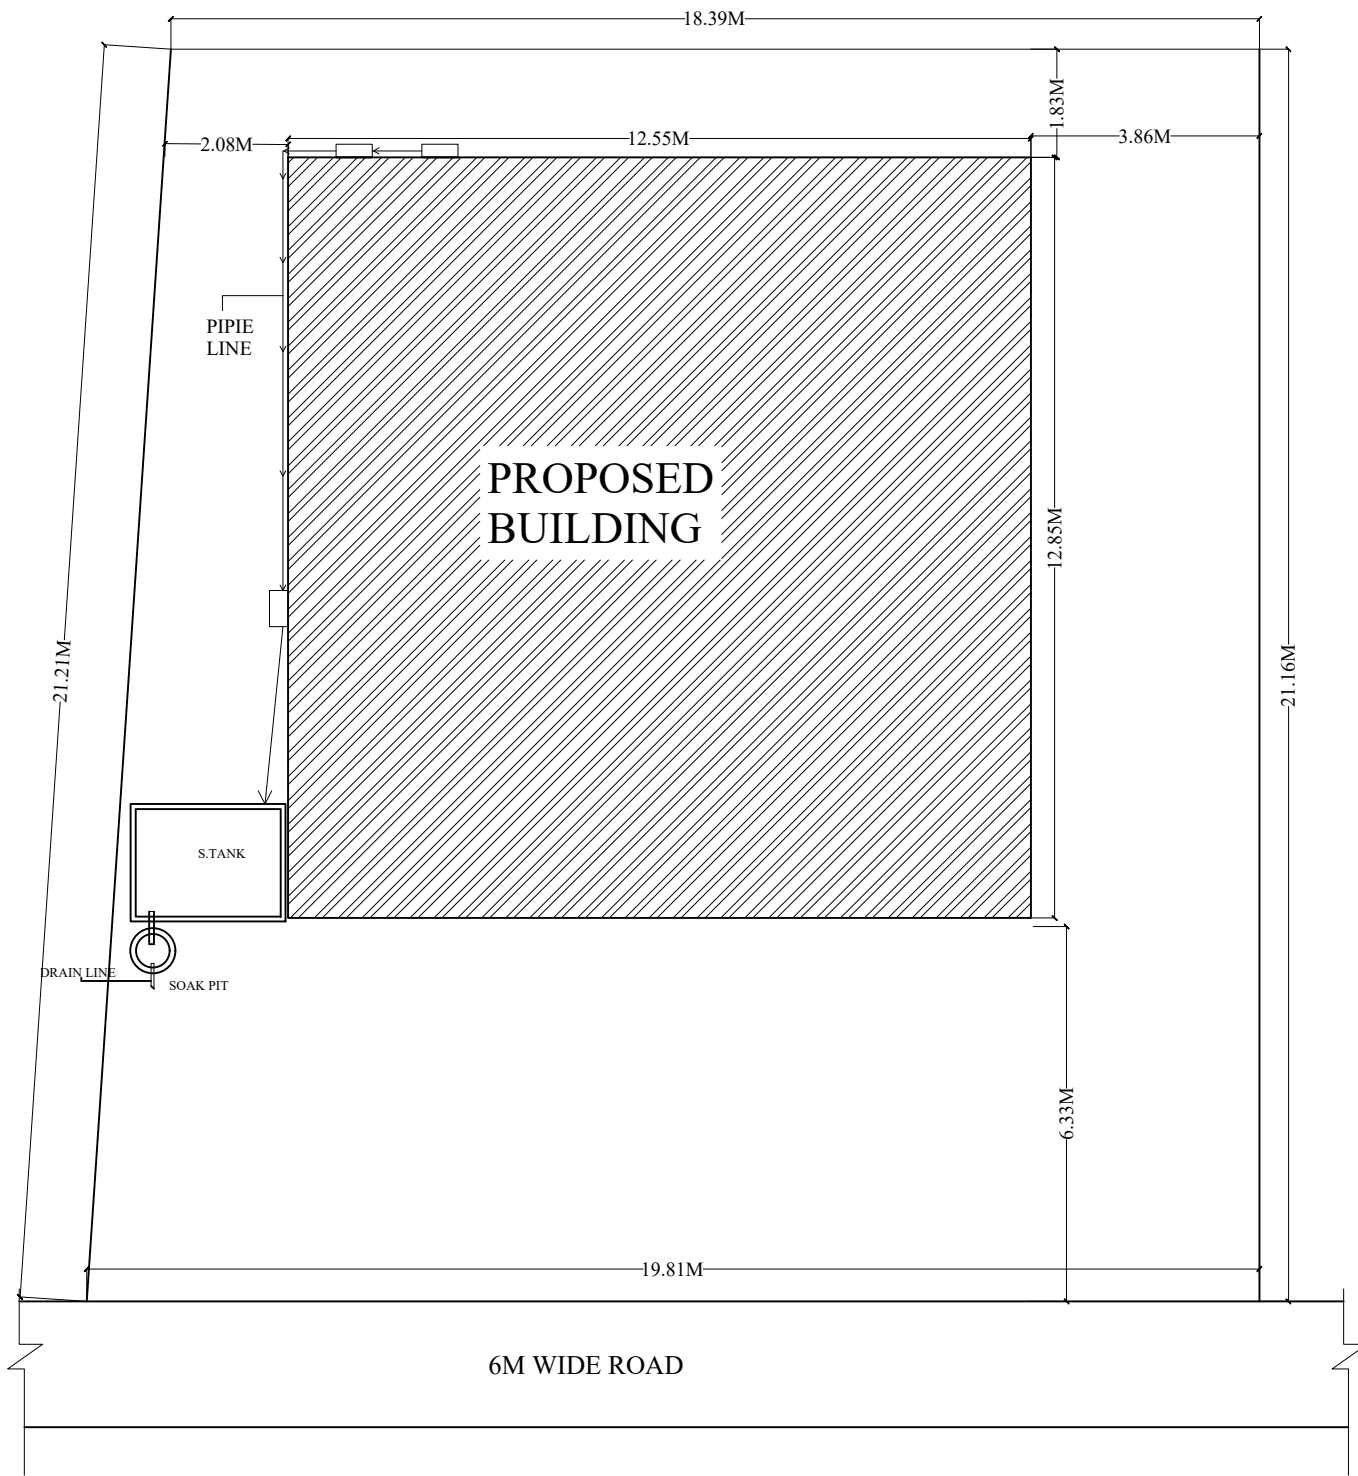 18.39M
1.83M
2.08M
12.55M
3.86M
PIPIE
LINE
PROPOSED
BUILDING
12.85M
21.21M
21.16M
S.TANK
DRAIN LINE
SOAK PIT
6.33M
19.81M
6M WIDE ROAD